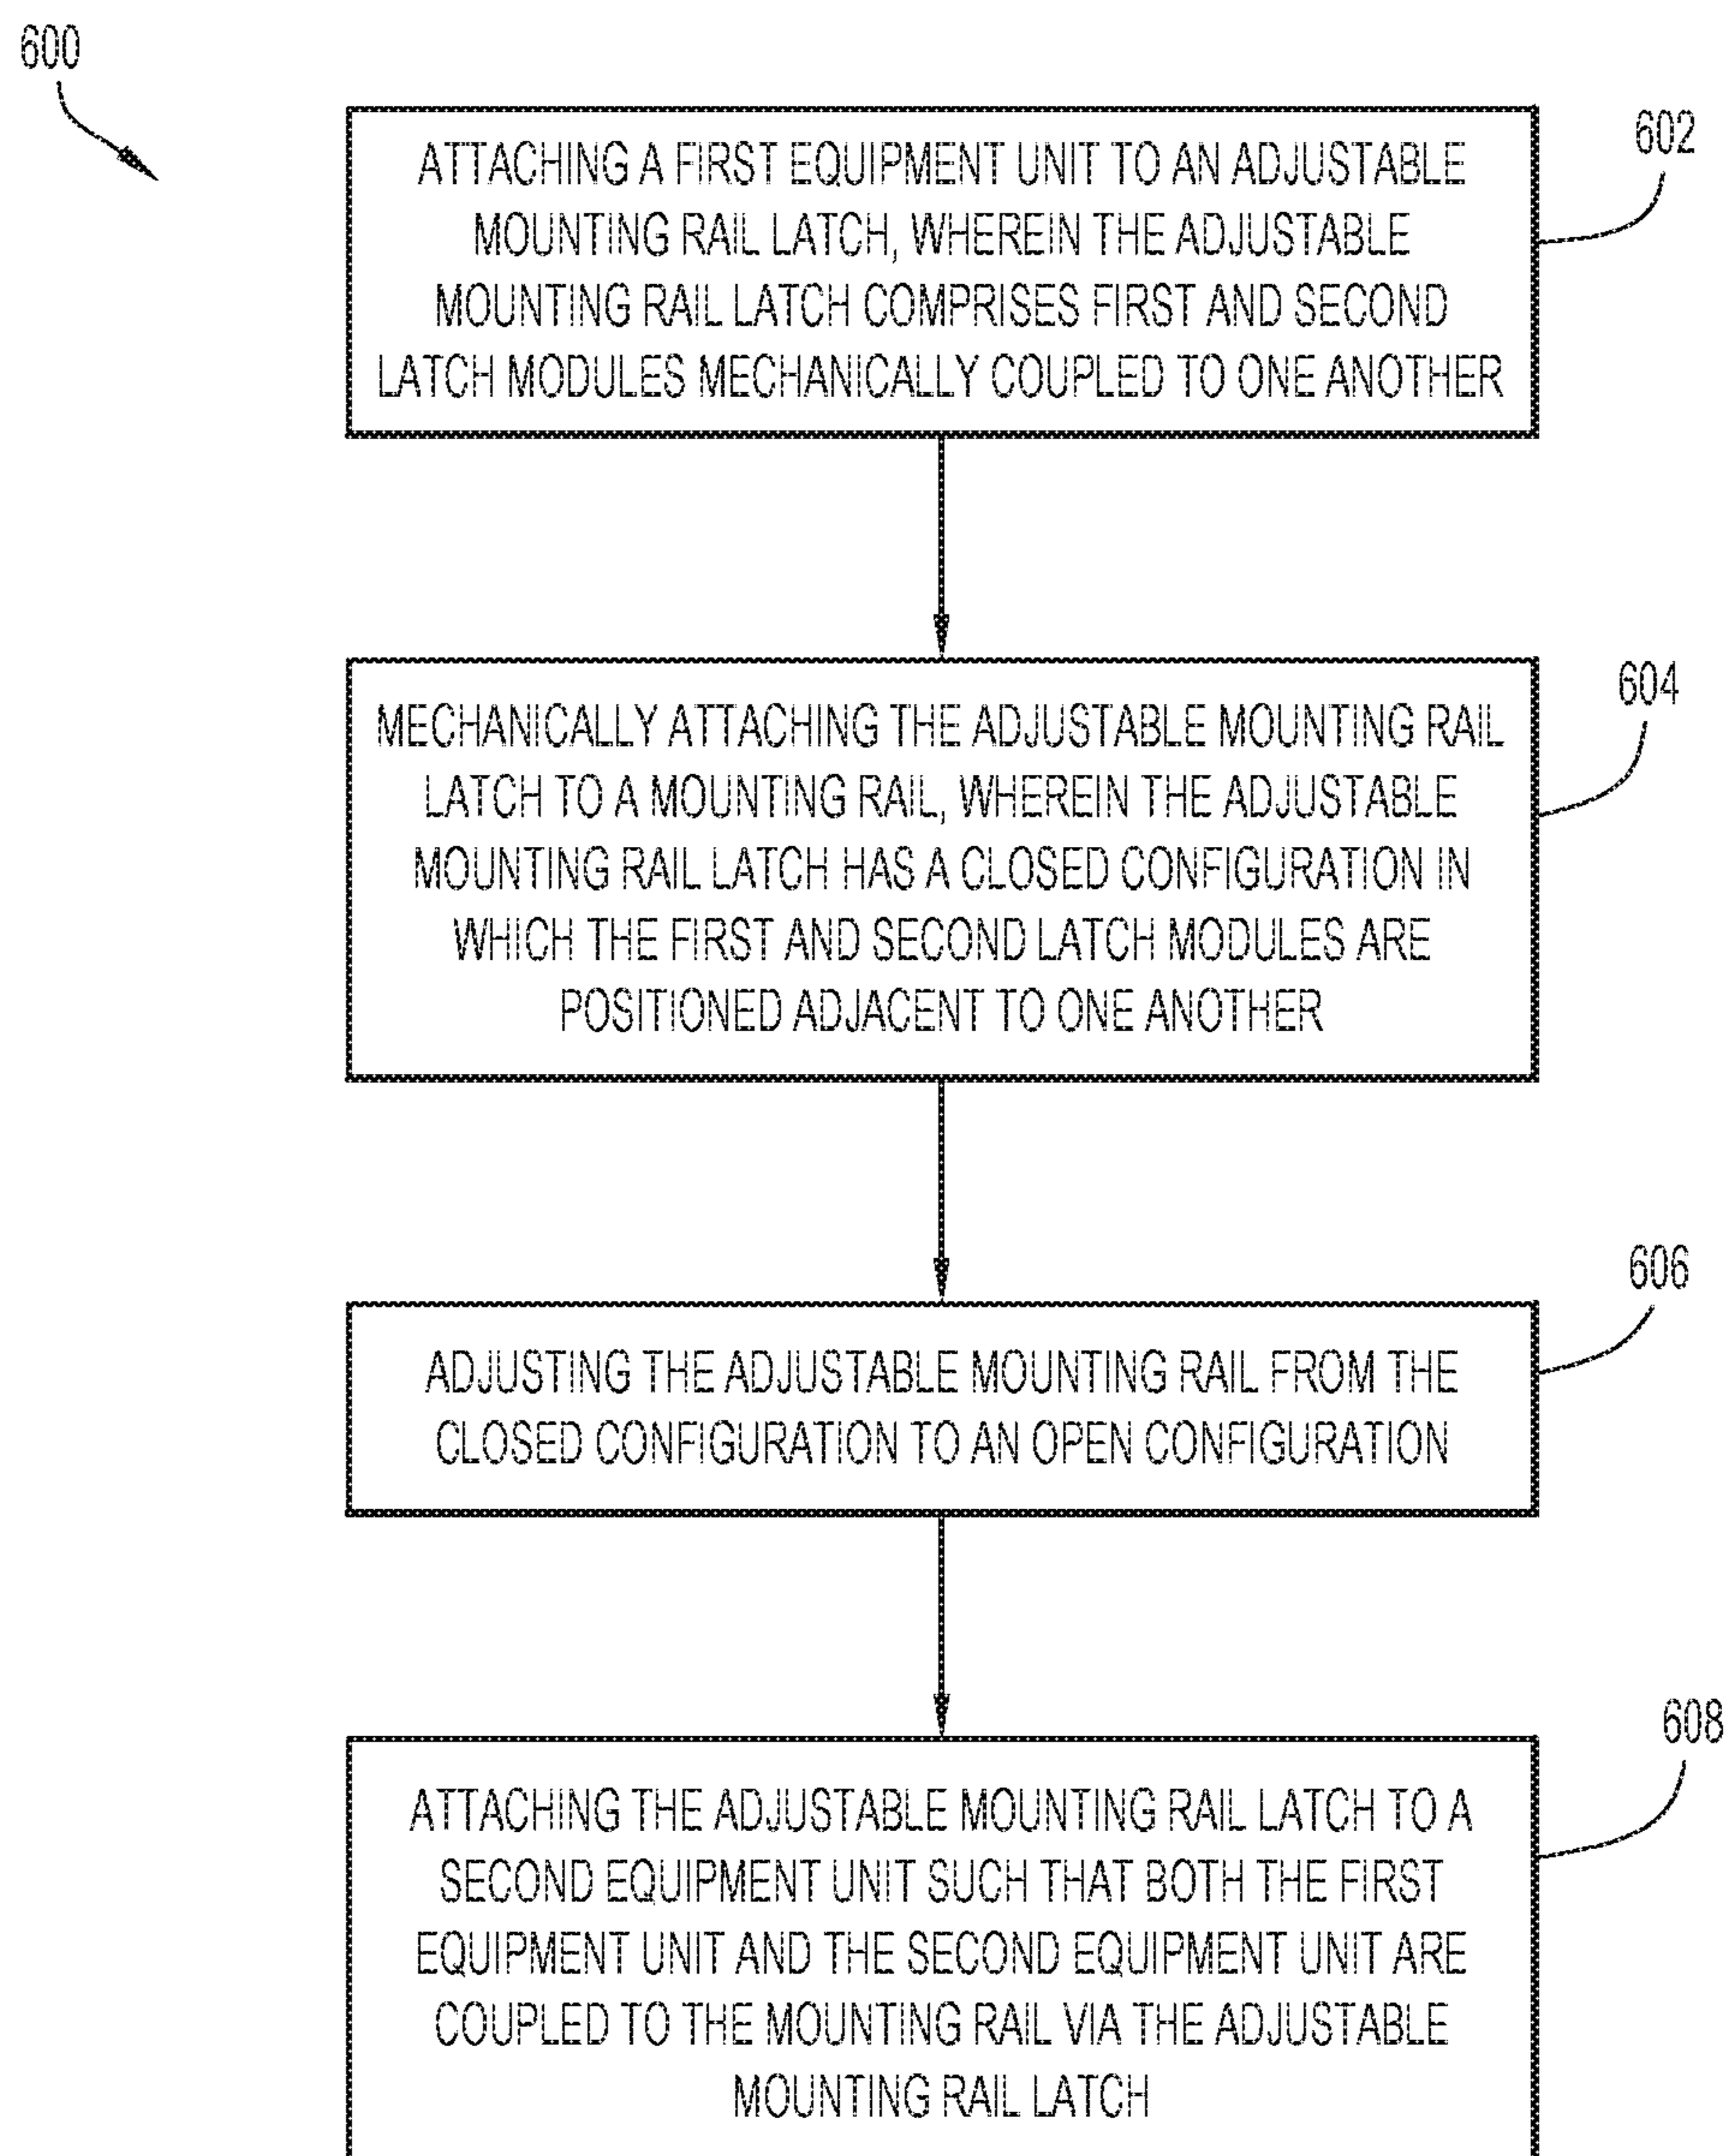 600
602
ATTACHING A FIRST EQUIPMENT UNIT TO AN ADJUSTABLE
MOUNTING RAIL LATCH, WHEREIN THE ADJUSTABLE
MOUNTING RAIL LATCH COMPRISES FIRST AND SECOND
LATCH MODULES MECHANICALLY COUPLED TO ONE ANOTHER
604
MECHANICALLY ATTACHING THE ADJUSTABLE MOUNTING RAIL
LATCH TO A MOUNTING RAIL, WHEREIN THE ADJUSTABLE
MOUNTING RAIL LATCH HAS A CLOSED CONFIGURATION IN
WHICH THE FIRST AND SECOND LATCH MODULES ARE
POSITIONED ADJACENT TO ONE ANOTHER
606
ADJUSTING THE ADJUSTABLE MOUNTING RAIL FROM THE
CLOSED CONFIGURATION TO AN OPEN CONFIGURATION
608
ATTACHING THE ADJUSTABLE MOUNTING RAIL LATCH TO A
SECOND EQUIPMENT UNIT SUCH THAT BOTH THE FIRST
EQUIPMENT UNIT AND THE SECOND EQUIPMENT UNIT ARE
COUPLED TO THE MOUNTING RAIL VIA THE ADJUSTABLE
MOUNTING RAIL LATCH